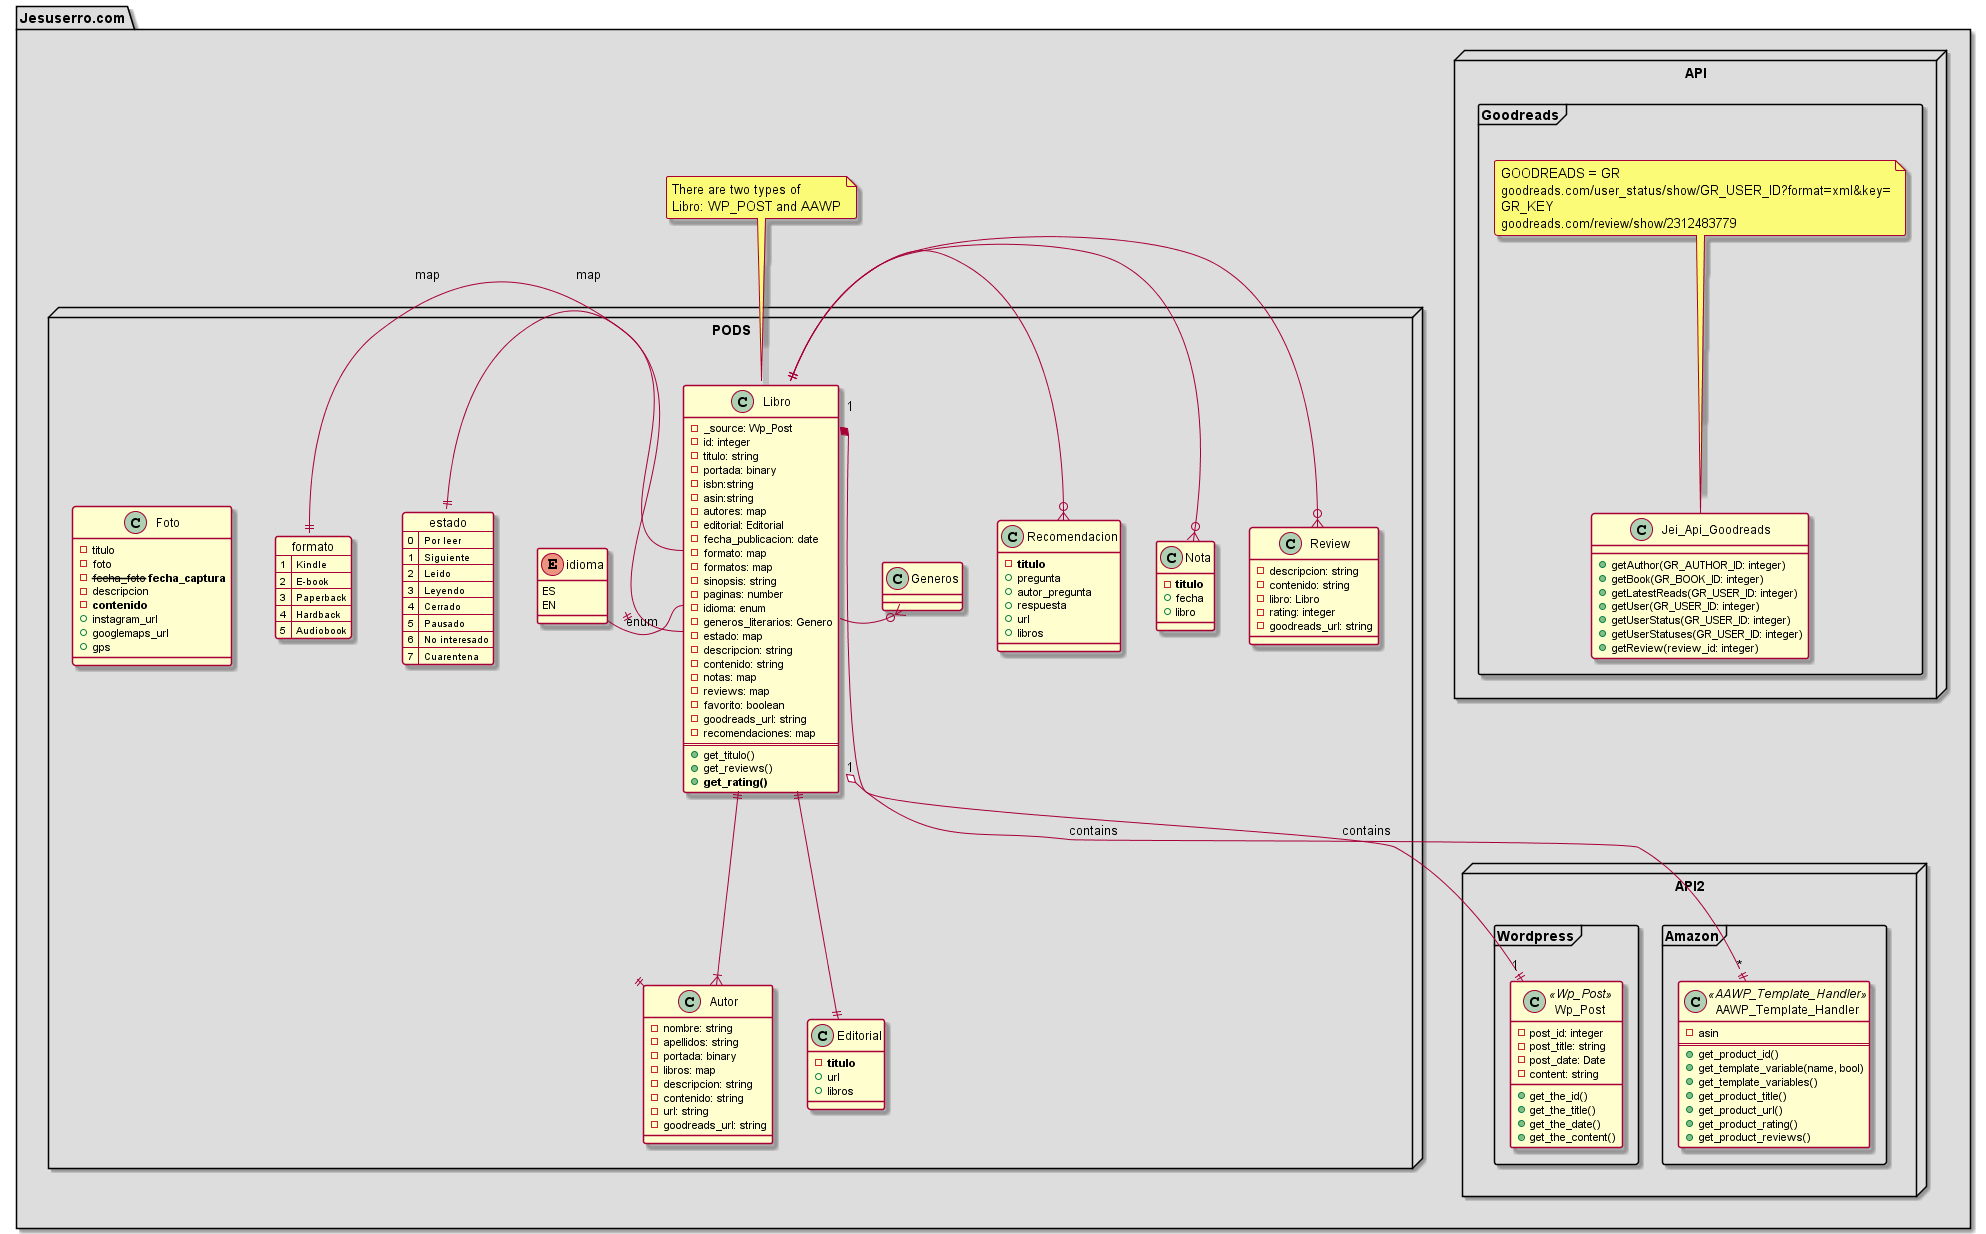 Jesuserro.com
API
Goodreads
GOODREADS = GR
goodreads.com/user_status/show/GR_USER_ID?format=xml&key=
GR_KEY
goodreads.com/review/show/2312483779
C Jei_Api_Goodreads
getAuthor(GR_AUTHOR_ID: integer)
getBook(GR_BOOK_ID: integer)
getLatestReads(GR_USER_ID: integer)
getUser(GR_USER_ID: integer)
getUserStatus(GR_USER_ID: integer)
getUserStatuses(GR_USER_ID: integer)
getReview(review_id: integer)
There are two types of
Libro: WP_POST and AAWP
map
map
PODS
C Libro
_source: Wp_Post
id: integer
titulo: string
portada: binary
isbn:string
asin:string
autores: map
editorial: Editorial
fecha_publicacion: date
formato: map
formatos: map
sinopsis: string
paginas: number
idioma: enum
generos_literarios: Genero
estado: map
descripcion: string
contenido: string
notas: map
reviews: map
favorito: boolean
goodreads_url: string
recomendaciones: map
get_titulo()
get_reviews()
get_rating()
1
1
C Foto
titulo
foto
fecha_foto fecha_captura
descripcion
contenido
instagram_url
googlemaps_url
gps
formato
1 Kindle
2 E-book
3 Paperback
4 Hardback
5 Audiobook
estado
0 Por leer
1 Siguiente
2 Leido
3 Leyendo
4 Cerrado
5 Pausado
6 No interesado
7 Cuarentena
E idioma
ES
EN
enum
C Generos
C Recomendacion
titulo
pregunta
autor_pregunta
respuesta
url
libros
C Nota
titulo
fecha
libro
C Review
descripcion: string
contenido: string
libro: Libro
rating: integer
goodreads_url: string
contains
contains
C Autor
nombre: string
apellidos: string
portada: binary
libros: map
descripcion: string
contenido: string
url: string
goodreads_url: string
C Editorial
titulo
url
libros
API2
Wordpress
1
C «Wp_Post»
Wp_Post
post_id: integer
post_title: string
post_date: Date
content: string
get_the_id()
get_the_title()
get_the_date()
get_the_content()
Amazon
*
C «AAWP_Template_Handler»
AAWP_Template_Handler
asin
get_product_id()
get_template_variable(name, bool)
get_template_variables()
get_product_title()
get_product_url()
get_product_rating()
get_product_reviews()